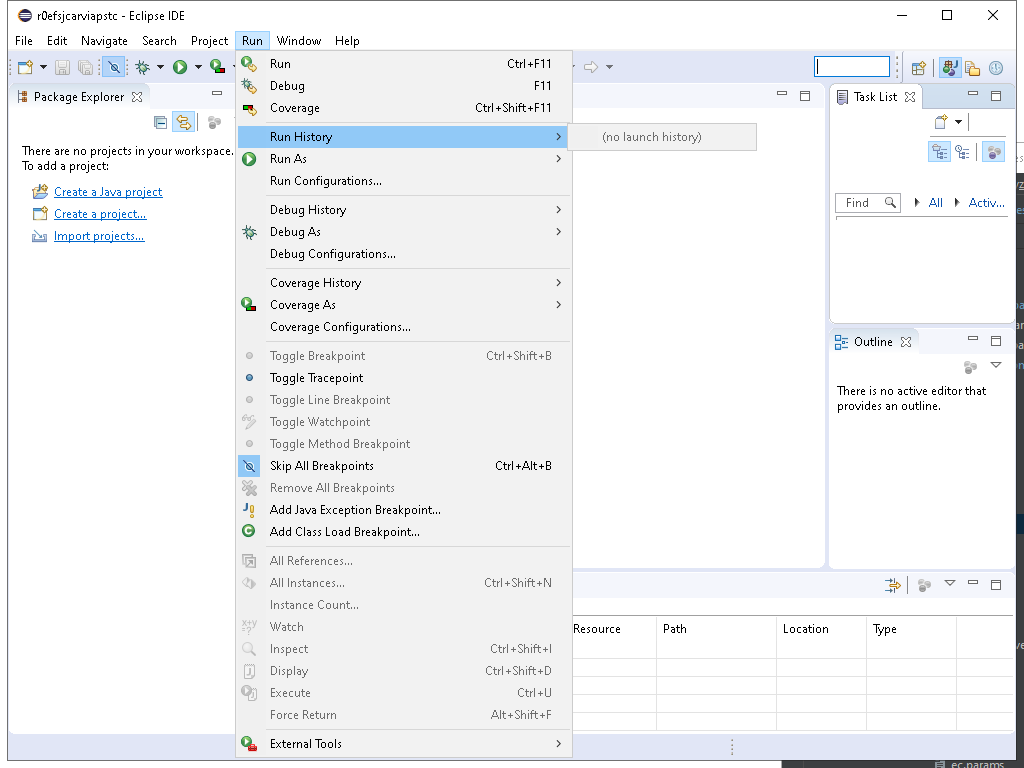 r0efsjcarviapstc - Eclipse IDE
File Edit Navigate Search Project Run Window Help
Package Explorer
There are no projects in your workspace.
To add a project:
Create a Java project
Create a project...
Import projects...
Run Ctrl+F11
Debug F11
Coverage Ctrl+Shift+F11
Run History
(no launch history)
Run As
Run Configurations...
Debug History
Debug As
Debug Configurations...
Coverage History
Coverage As
Coverage Configurations...
Toggle Breakpoint Ctrl+Shift+B
Toggle Tracepoint
Toggle Line Breakpoint
Toggle Watchpoint
Toggle Method Breakpoint
Skip All Breakpoints Ctrl+Alt+B
Remove All Breakpoints
Add Java Exception Breakpoint...
Add Class Load Breakpoint...
All References...
All Instances... Ctrl+Shift+N
Instance Count...
Watch
Inspect Ctrl+Shift+I
Display Ctrl+Shift+D
Execute Ctrl+U
Force Return Alt+Shift+F
External Tools
Task List
Find All Activ...
Outline
There is no active editor that
provides an outline.
Resource Path Location Type
ec.params